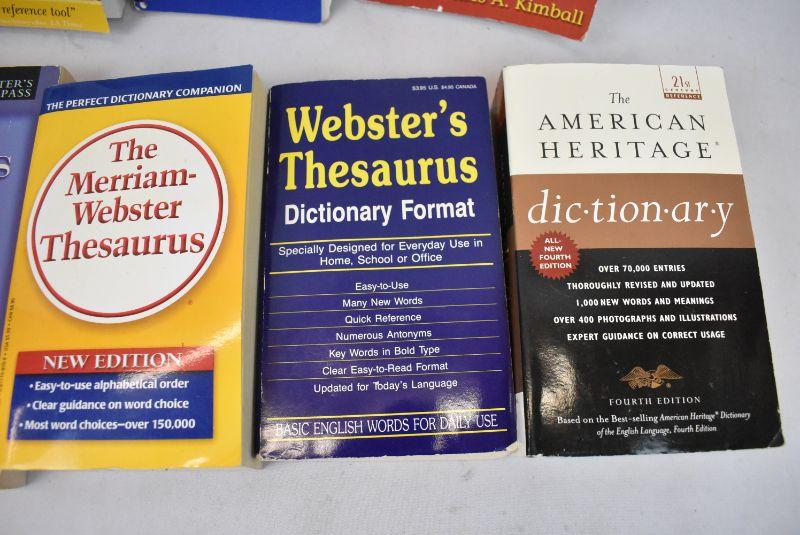 reference tool"
A. Kimball
TER'S
PASS
THE PERFECT DICTIONARY COMPANION
The
Merriam-
Webster
Thesaurus
NEW EDITION
• Easy-to-use alphabetical order
• Clear guidance on word choice
• Most word choices—over 150,000
$3.95 U.S. $4.95 CANADA
Webster's
Thesaurus
Dictionary Format
Specially Designed for Everyday Use in
Home, School or Office
Easy-to-Use
Many New Words
Quick Reference
Numerous Antonyms
Key Words in Bold Type
Clear Easy-to-Read Format
Updated for Today's Language
BASIC ENGLISH WORDS FOR DAILY USE
21ST
CENTURY
REFERENCE
The
AMERICAN
HERITAGE®
dic·tion·ar·y
ALL-
NEW
FOURTH
EDITION
OVER 70,000 ENTRIES
THOROUGHLY REVISED AND UPDATED
1,000 NEW WORDS AND MEANINGS
OVER 400 PHOTOGRAPHS AND ILLUSTRATIONS
EXPERT GUIDANCE ON CORRECT USAGE
FOURTH EDITION
Based on the Best-selling American Heritage® Dictionary
of the English Language, Fourth Edition